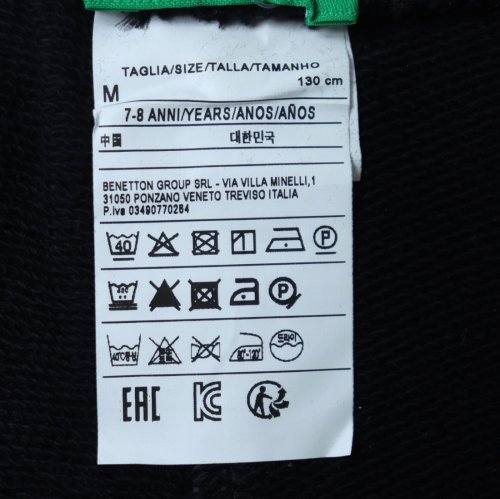 TAGLIA/SIZE/TALLA/TAMANHO
M 130 cm
7-8 ANNI/YEARS/ANOS/AÑOS
中国 대한민국
BENETTON GROUP SRL - VIA VILLA MINELLI,1
31050 PONZANO VENETO TREVISO ITALIA
P.iva 03490770264
40 P
EAC KC